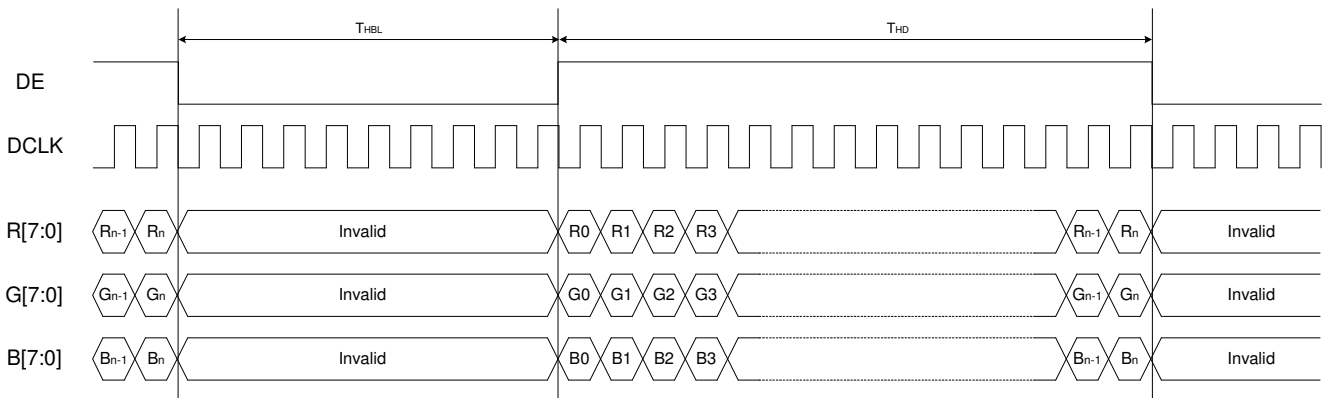 THBL THD
DE
DCLK
R[7:0] Rn-1 Rn Invalid R0 R1 R2 R3 Rn-1 Rn Invalid
G[7:0] Gn-1 Gn Invalid G0 G1 G2 G3 Gn-1 Gn Invalid
B[7:0] Bn-1 Bn Invalid B0 B1 B2 B3 Bn-1 Bn Invalid